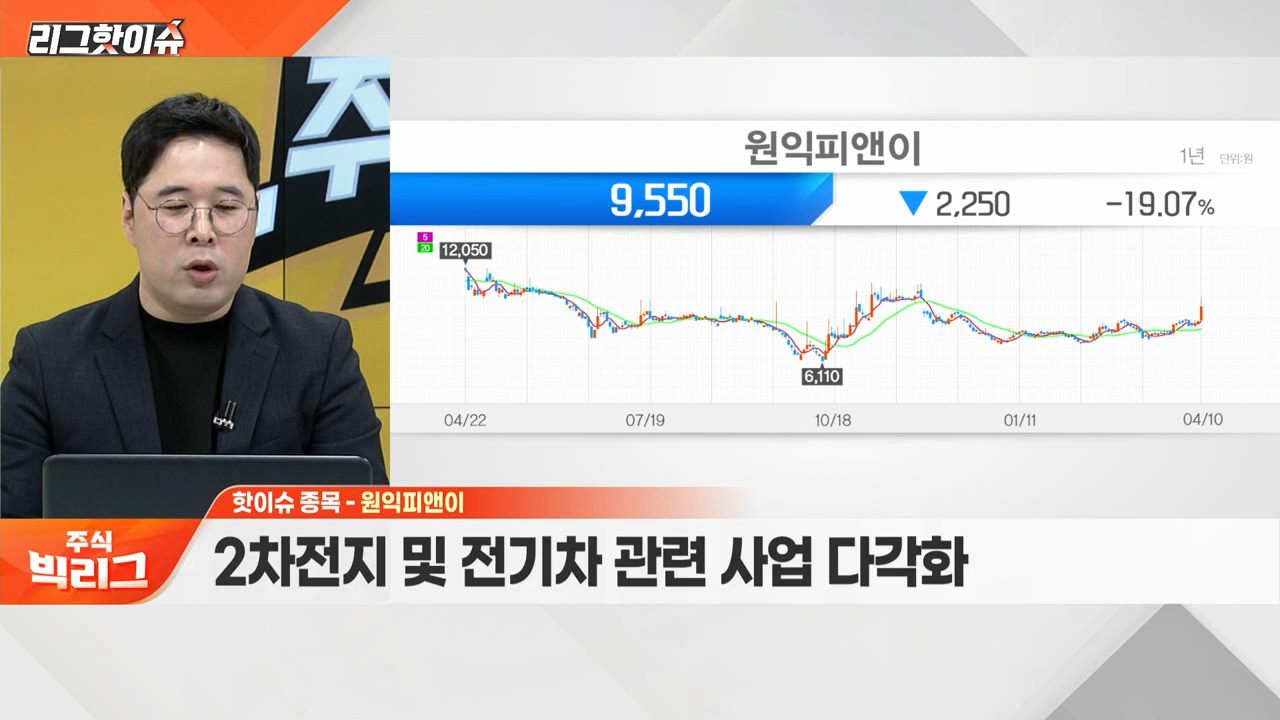 리그핫이슈
주
원익피앤이
1년 단위:원
9,550 ▼ 2,250 -19.07%
5
20
12,050
6,110
04/22 07/19 10/18 01/11 04/10
핫이슈 종목 - 원익피앤이
주식
빅리그
2차전지 및 전기차 관련 사업 다각화